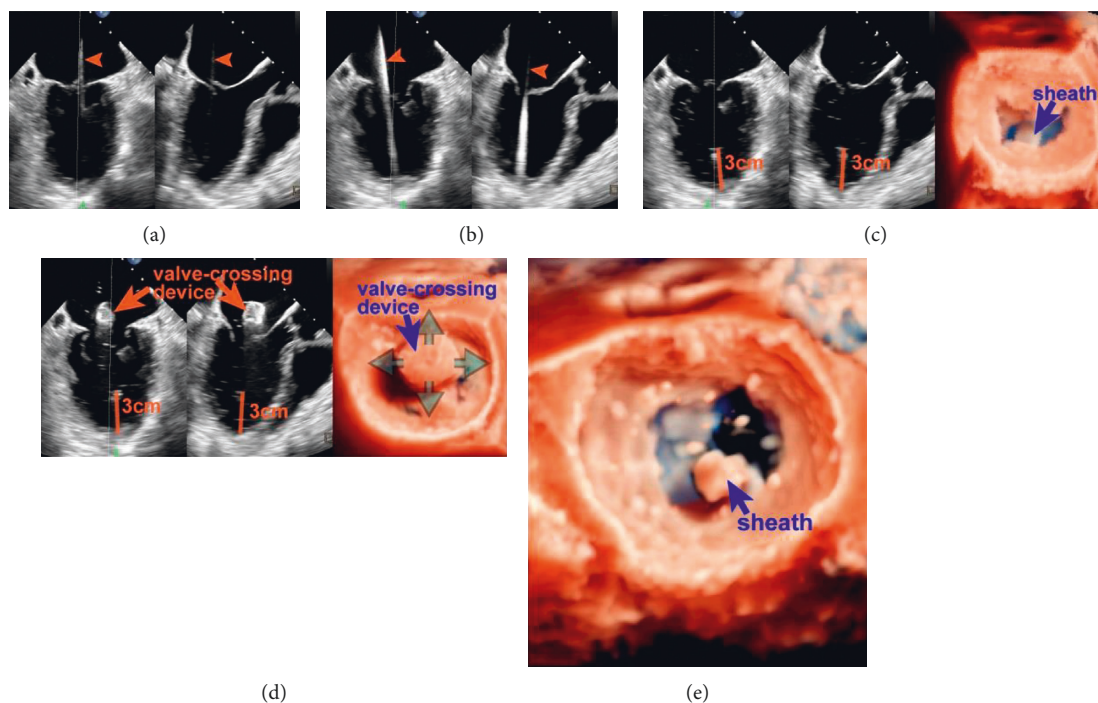 3cm
3cm
sheath
(a)
(b)
(c)
valve-crossing
device
3cm
3cm
valve-crossing
device
sheath
(d)
(e)